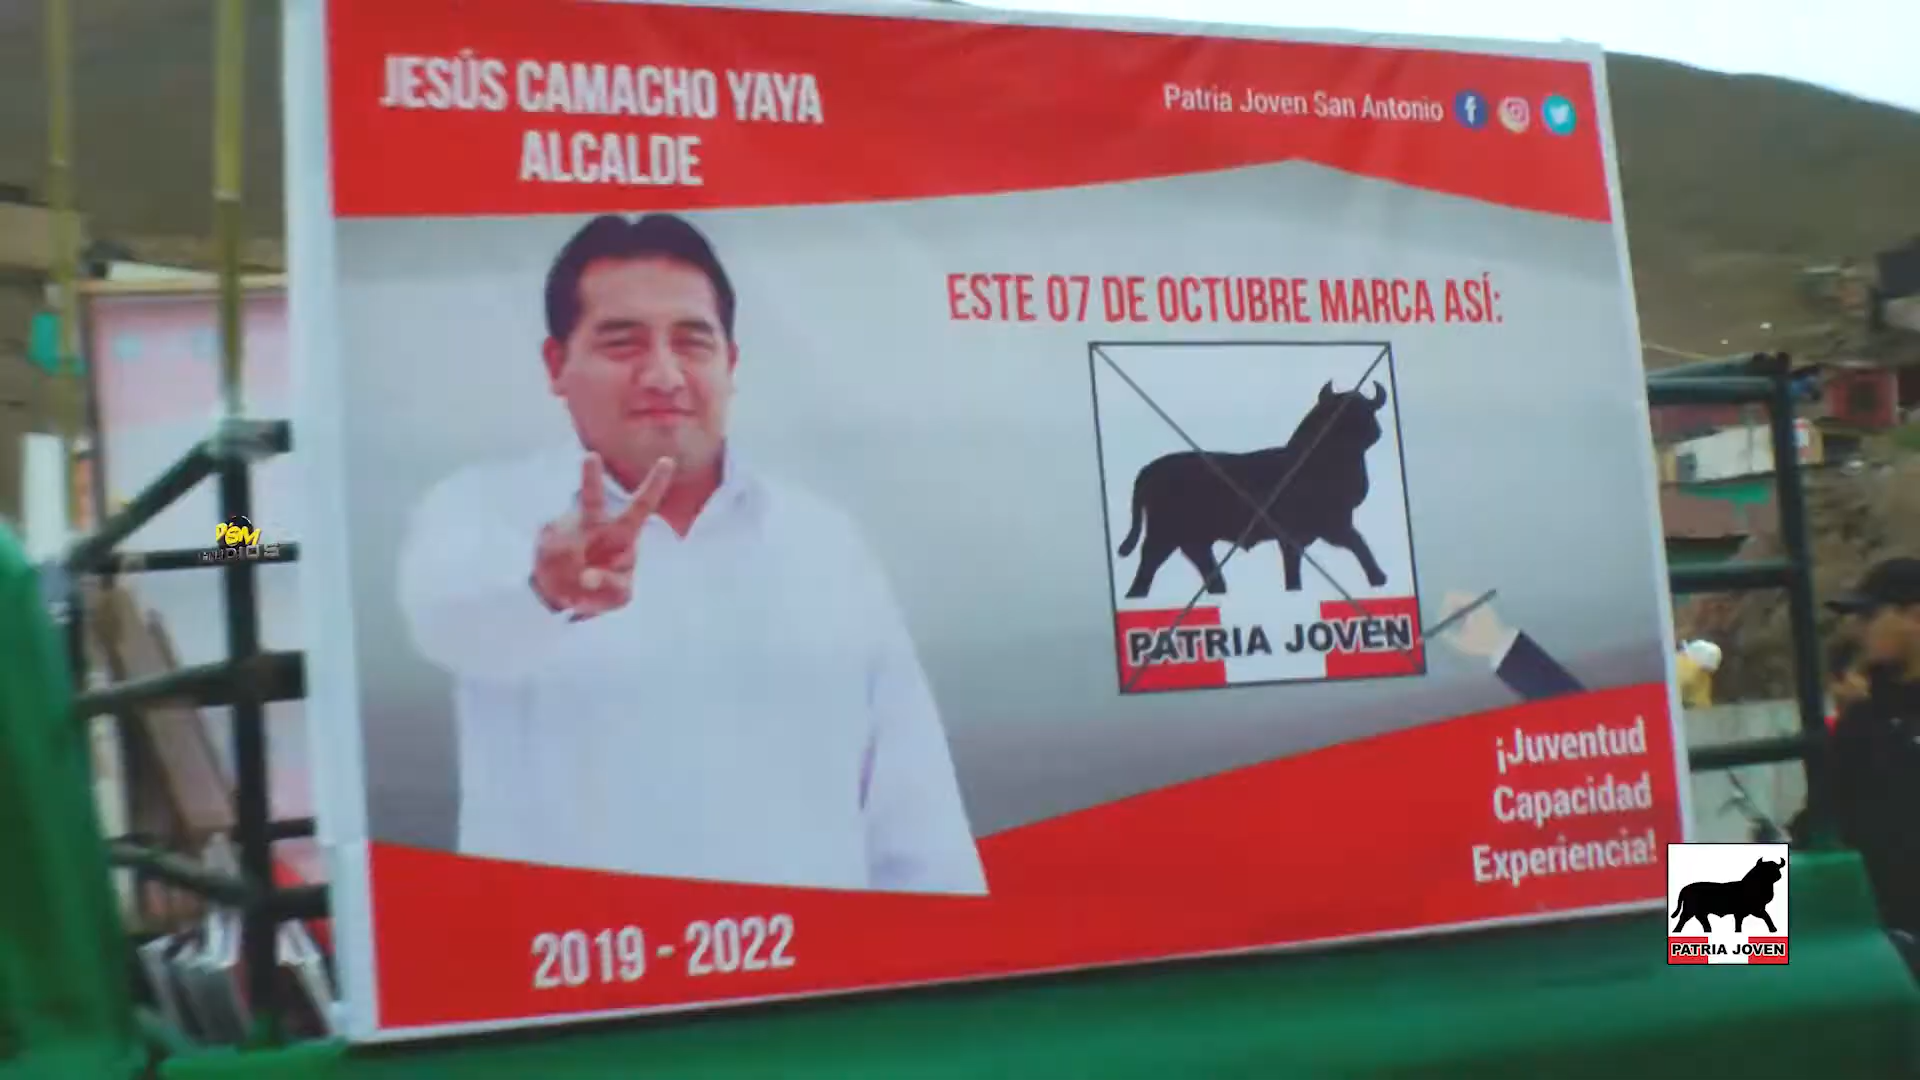 JESÚS CAMACHO YAYA
ALCALDE
Patria Joven San Antonio
ESTE 07 DE OCTUBRE MARCA ASÍ:
PATRIA JOVEN
¡Juventud
Capacidad
Experiencia!
2019 - 2022
PATRIA JOVEN